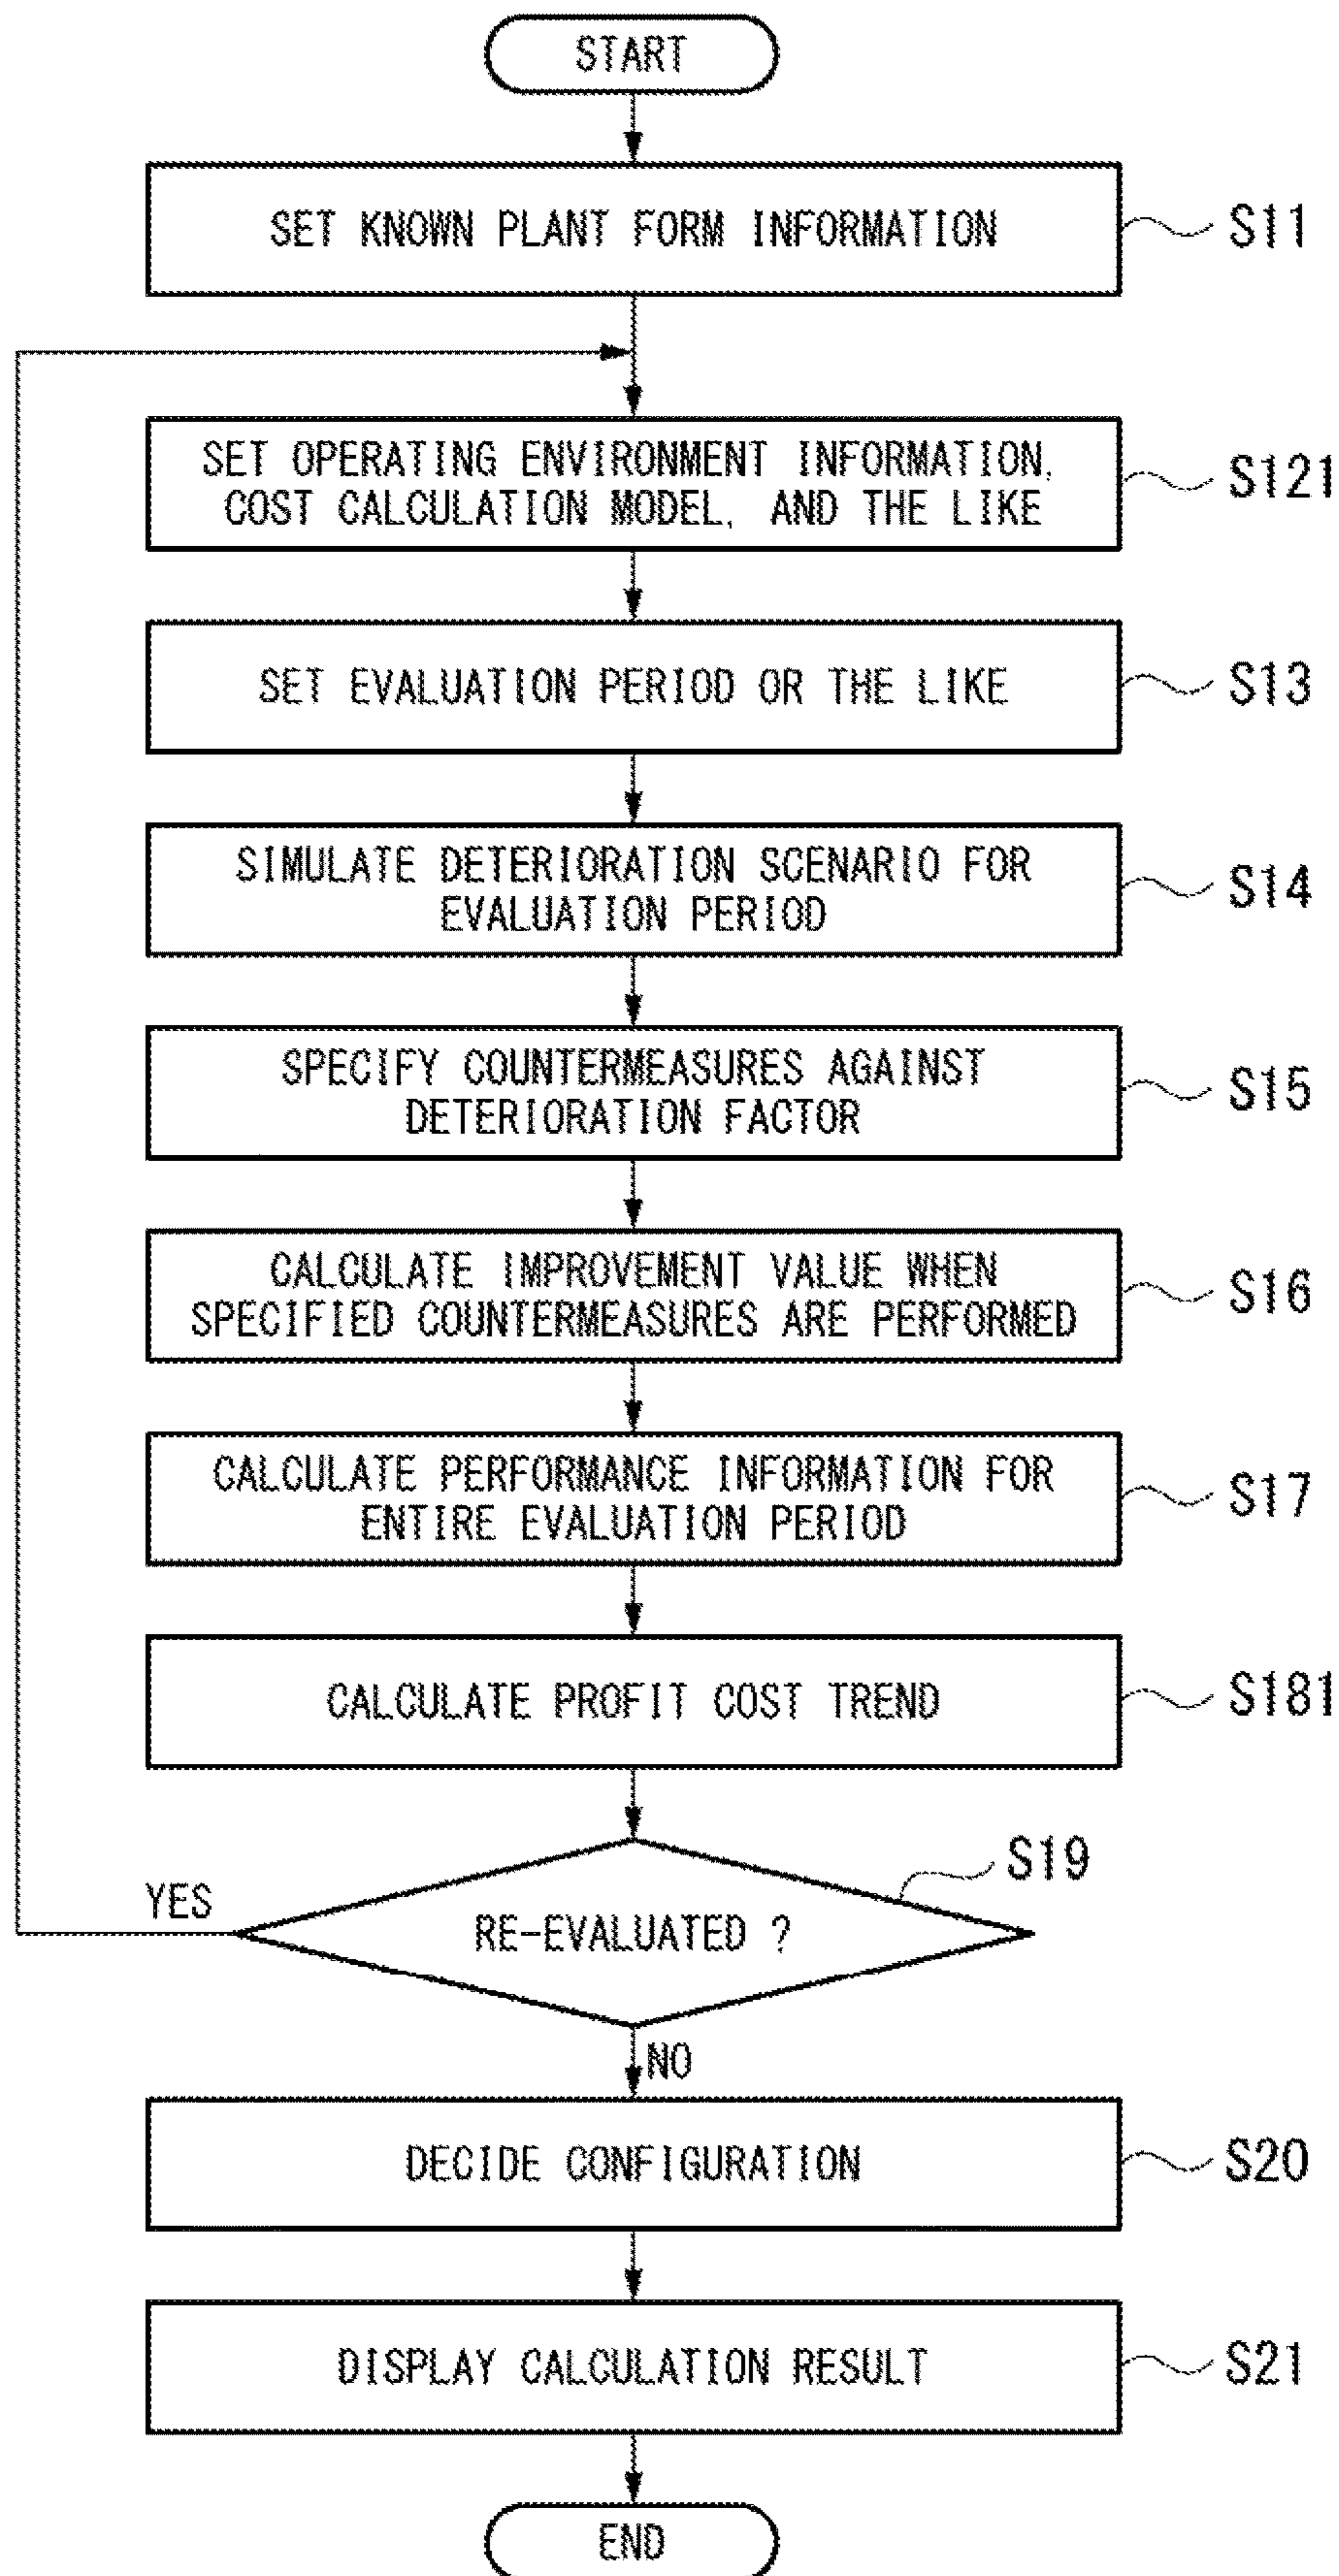 START
SET KNOWN PLANT FORM INFORMATION
S11
SET OPERATING ENVIRONMENT INFORMATION,
COST CALCULATION MODEL, AND THE LIKE
S121
SET EVALUATION PERIOD OR THE LIKE
S13
SIMULATE DETERIORATION SCENARIO FOR
EVALUATION PERIOD
S14
SPECIFY COUNTERMEASURES AGAINST
DETERIORATION FACTOR
S15
CALCULATE IMPROVEMENT VALUE WHEN
SPECIFIED COUNTERMEASURES ARE PERFORMED
S16
CALCULATE PERFORMANCE INFORMATION FOR
ENTIRE EVALUATION PERIOD
S17
CALCULATE PROFIT COST TREND
S181
S19
YES
RE-EVALUATED ?
NO
DECIDE CONFIGURATION
S20
DISPLAY CALCULATION RESULT
S21
END